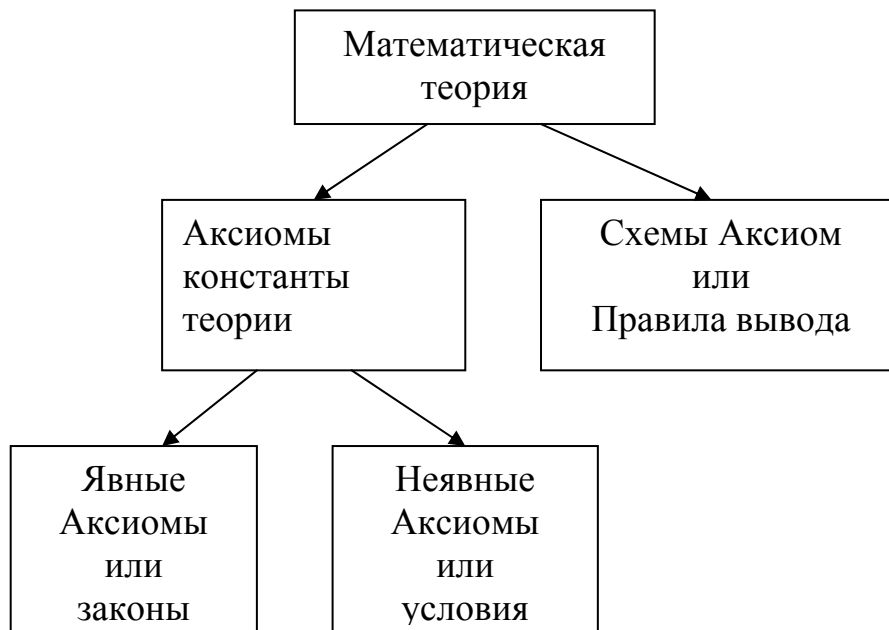 Математическая
теория
Аксиомы
константы
теории
Схемы Аксиом
или
Правила вывода
Явные
Аксиомы
или
законы
Неявные
Аксиомы
или
условия